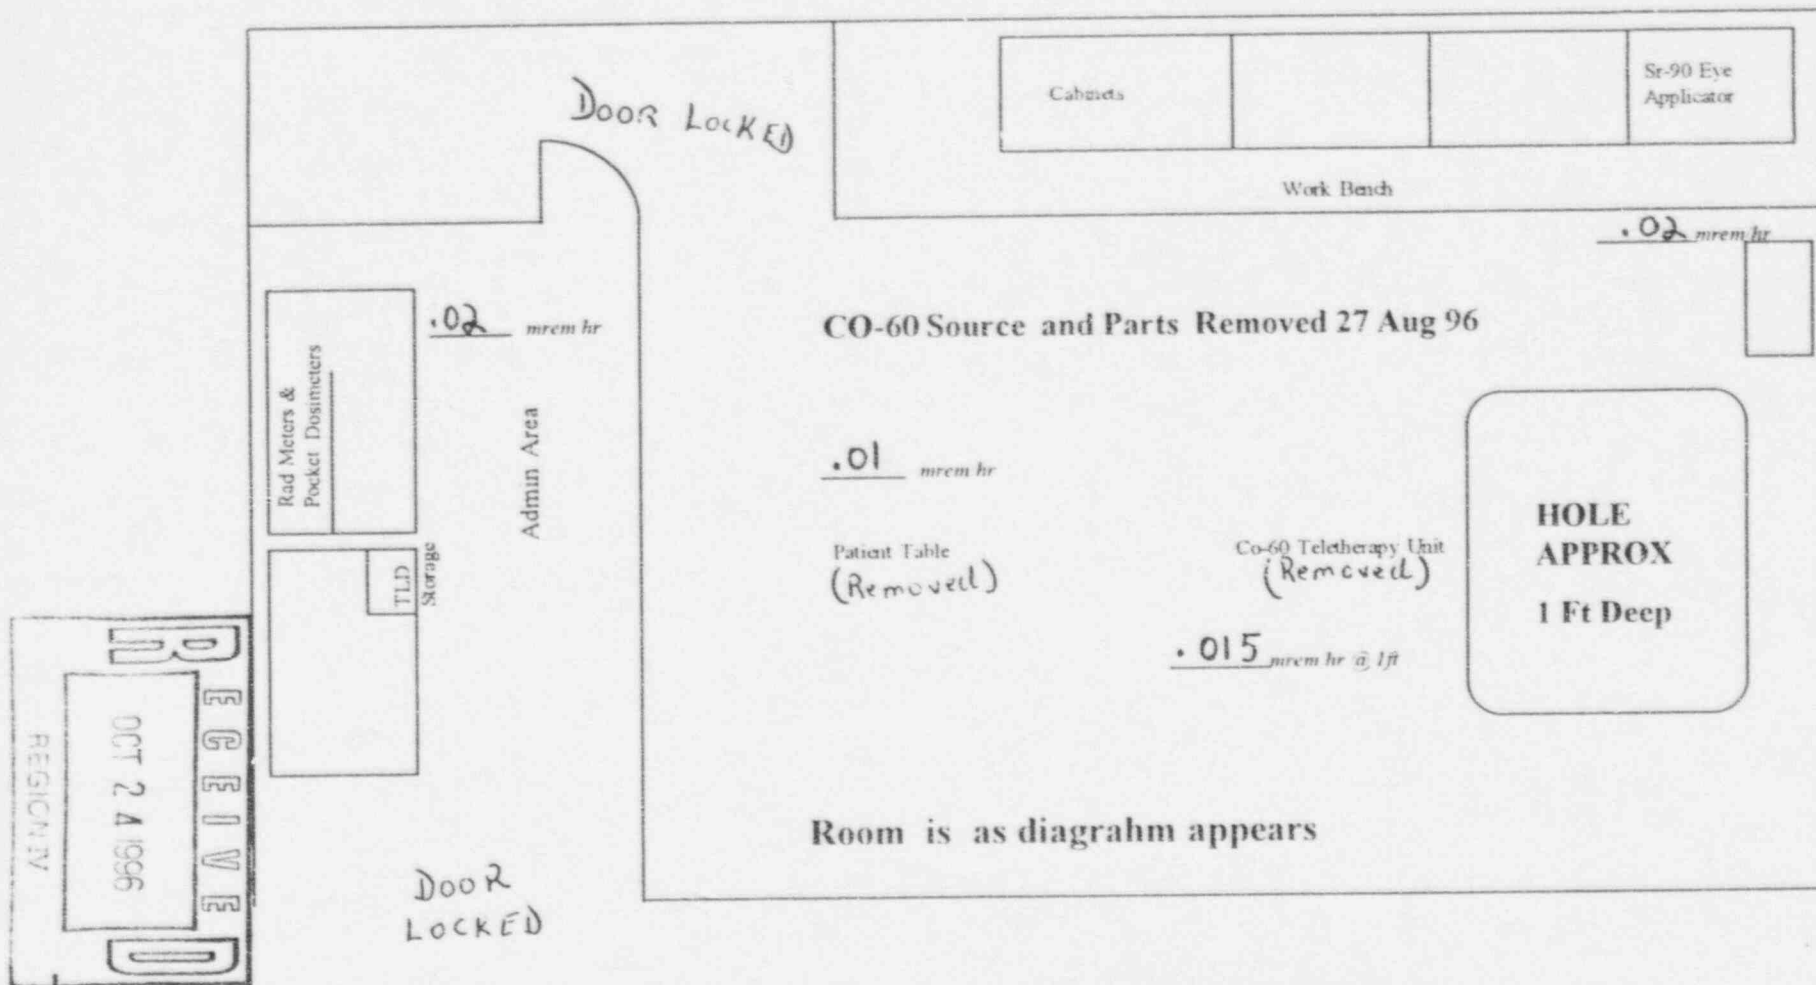 DOOR LOCKED
Cabinets
Sr-90 Eye
Applicator
Work Bench
.02 mrem/hr
.02 mrem hr
CO-60 Source and Parts Removed 27 Aug 96
Rad Meters &
Pocket Dosimeters
Admin Area
.01 mrem hr
Patient Table
(Removed)
Co-60 Teletherapy Unit
(Removed)
HOLE
APPROX
1 Ft Deep
.015 mrem hr @ 1ft
TLD
Storage
Room is as diagrahm appears
DOOR
LOCKED
RECEIVED
OCT 24 1996
REGION IV